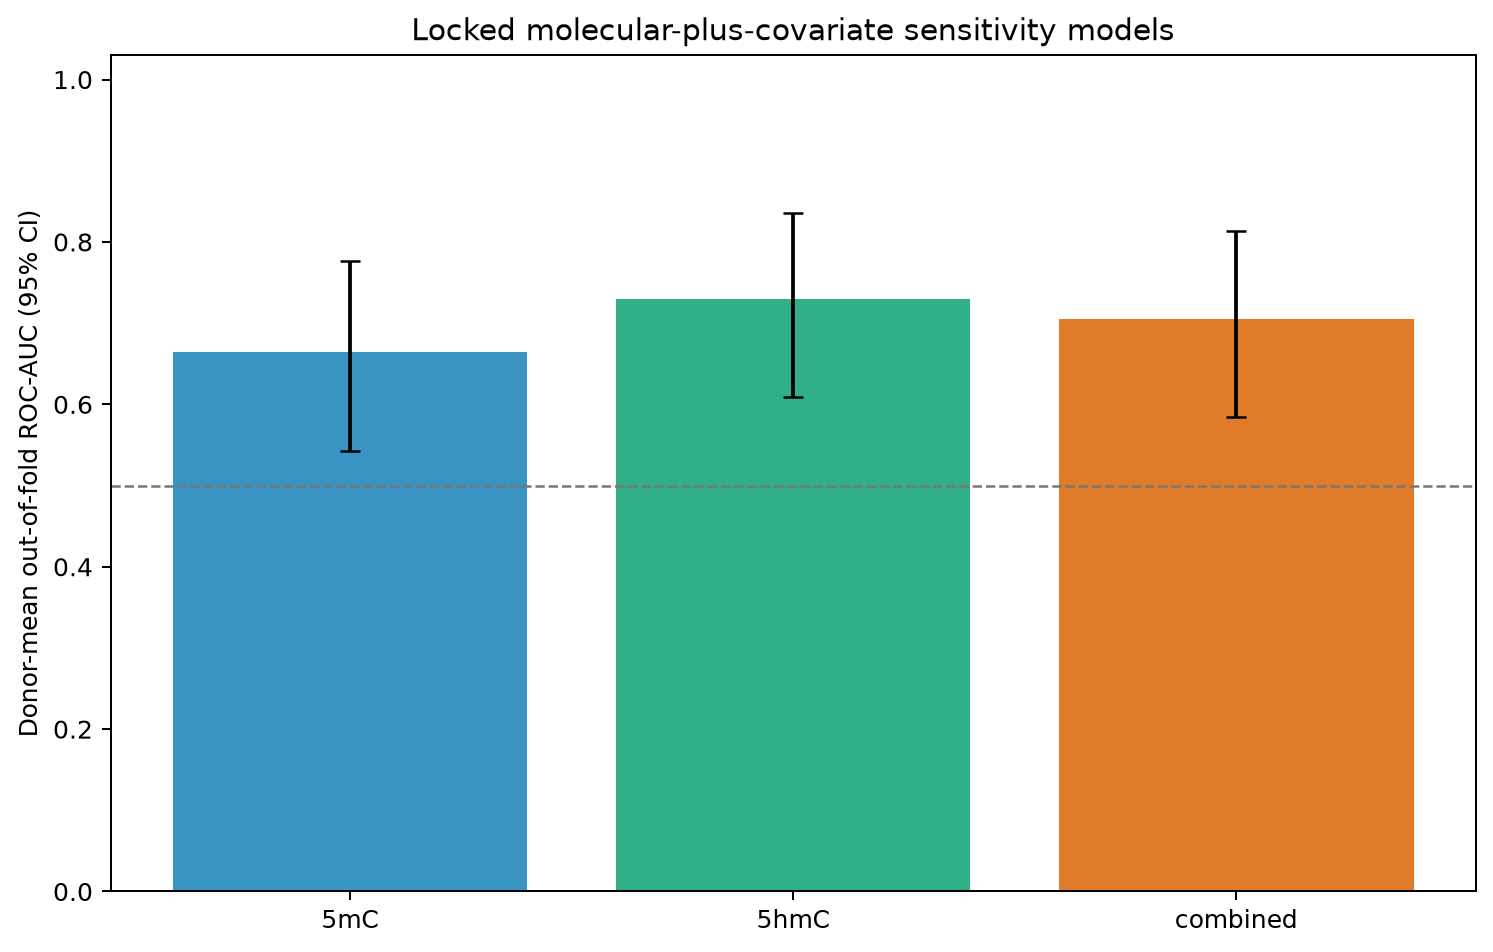 Locked molecular-plus-covariate sensitivity models
Donor-mean out-of-fold ROC-AUC (95% CI)
1.0
0.8
0.6
0.4
0.2
0.0
5mC
5hmC
combined